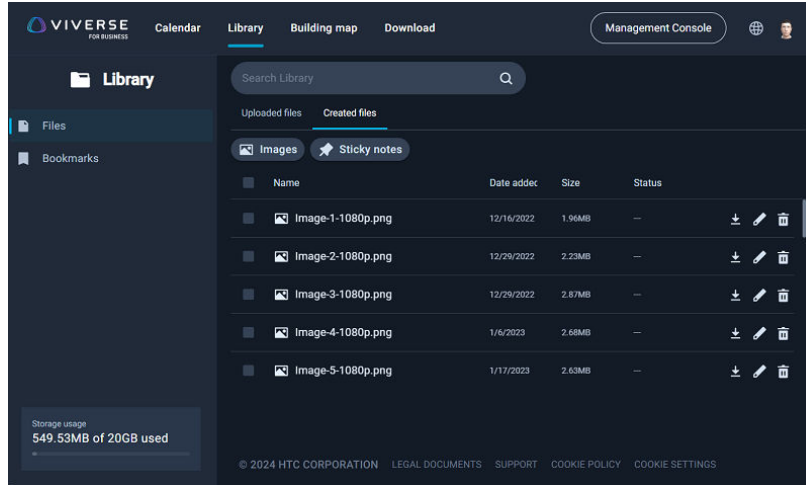 VIVERSE
FOR BUSINESS
Calendar
Library
Building map
Download
Management Console
Library
Files
Bookmarks
Search Library
Uploaded files
Created files
Images
Sticky notes
Name Date addec Size Status
Image-1-1080p.png 12/16/2022 1.96MB —
Image-2-1080p.png 12/29/2022 2.23MB —
Image-3-1080p.png 12/29/2022 2.87MB —
Image-4-1080p.png 1/6/2023 2.68MB —
Image-5-1080p.png 1/17/2023 2.63MB —
Storage usage
549.53MB of 20GB used
© 2024 HTC CORPORATION LEGAL DOCUMENTS SUPPORT COOKIE POLICY COOKIE SETTINGS